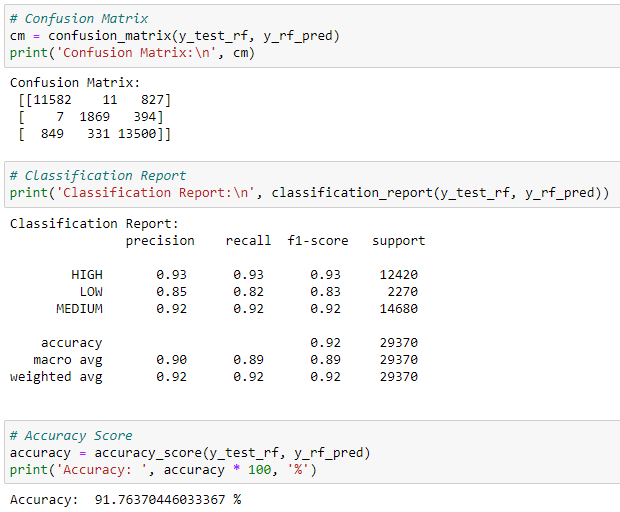 # Confusion Matrix
cm = confusion_matrix(y_test_rf, y_rf_pred)
print('Confusion Matrix:\n', cm)
Confusion Matrix:
[[11582    11   827]
[    7  1869   394]
[  849   331 13500]]
# Classification Report
print('Classification Report:\n', classification_report(y_test_rf, y_rf_pred))
Classification Report:
precision    recall  f1-score   support
HIGH       0.93      0.93      0.93     12420
LOW       0.85      0.82      0.83      2270
MEDIUM       0.92      0.92      0.92     14680
accuracy                           0.92     29370
macro avg       0.90      0.89      0.89     29370
weighted avg       0.92      0.92      0.92     29370
# Accuracy Score
accuracy = accuracy_score(y_test_rf, y_rf_pred)
print('Accuracy: ', accuracy * 100, '%')
Accuracy:  91.76370446033367 %